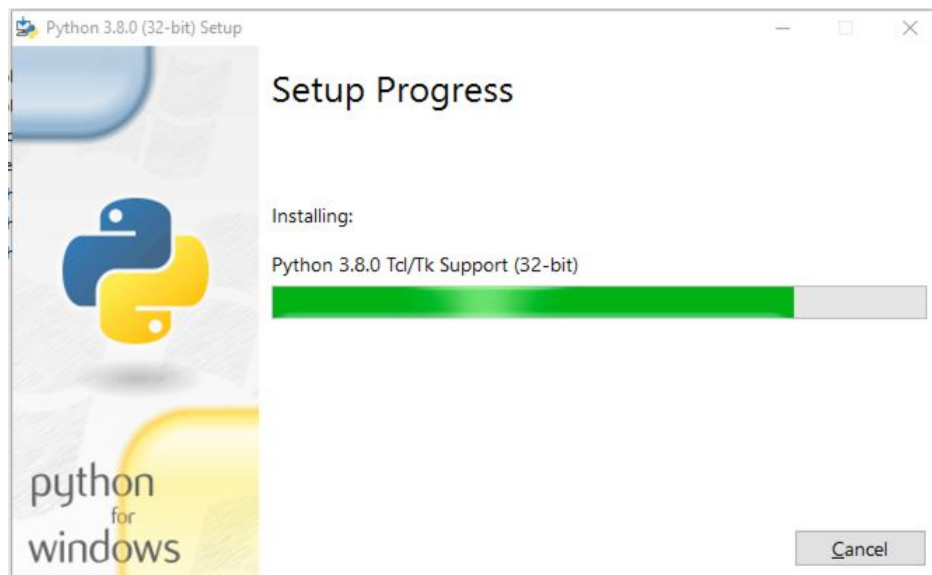 Python 3.8.0 (32-bit) Setup
Setup Progress
Installing:
Python 3.8.0 Tcl/Tk Support (32-bit)
python
for
windows
Cancel